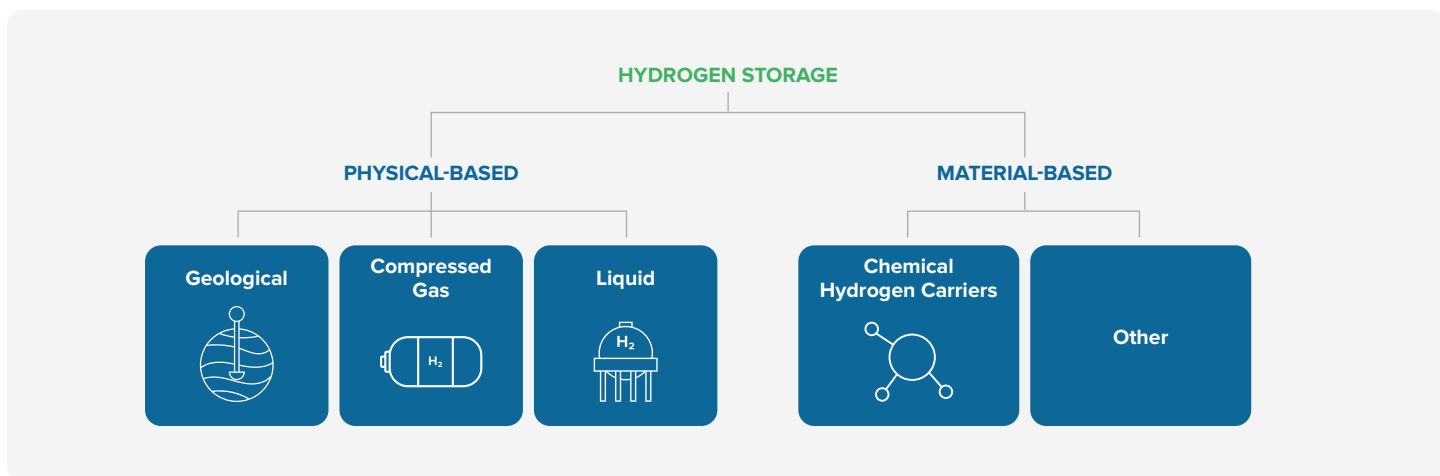 HYDROGEN STORAGE
PHYSICAL-BASED
MATERIAL-BASED
Geological
Compressed
Gas
Liquid
Chemical
Hydrogen Carriers
Other
H₂
H₂